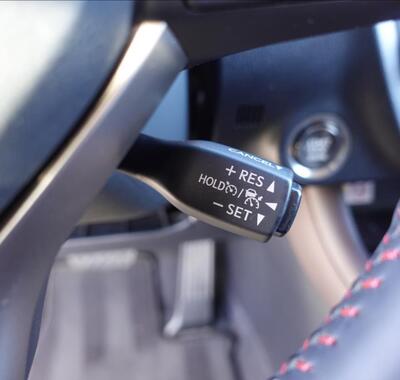 CANCEL
+ RES
HOLD /
− SET